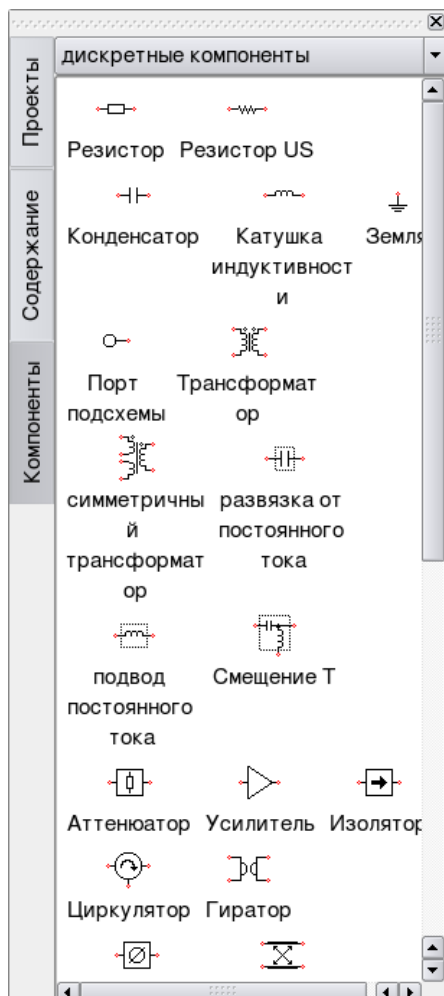 дискретные компоненты
Проекты
Содержание
Компоненты
Резистор Резистор US
Конденсатор Катушка Земля
индуктивност
и
Порт Трансформат
подсхемы ор
симметричны развязка от
й постоянного
трансформат тока
ор
подвод Смещение Т
постоянного
тока
Аттенюатор Усилитель Изолятор
Циркулятор Гиратор